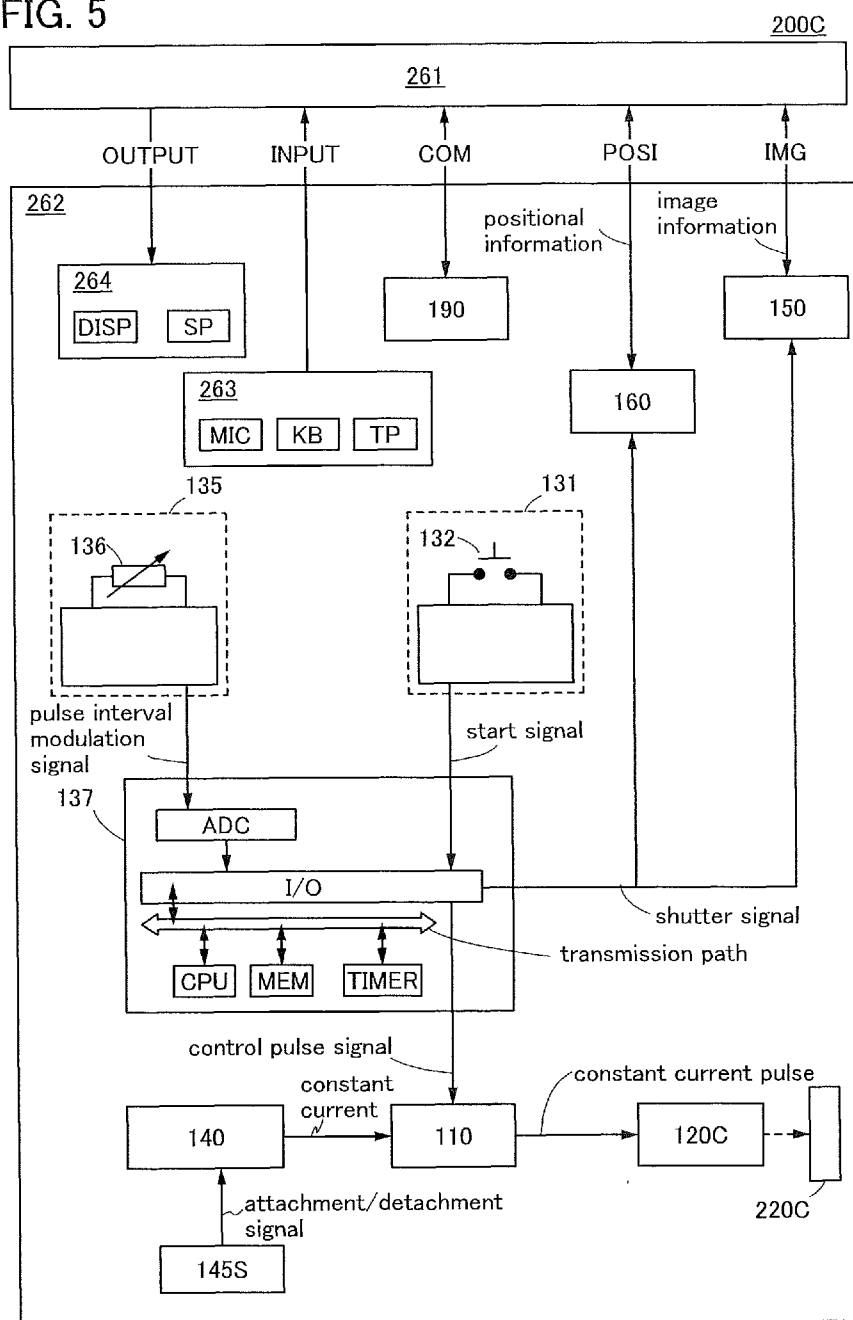 FIG. 5
200C
261
OUTPUT
INPUT
COM
POSI
IMG
262
positional
information
image
information
264
DISP
SP
190
150
263
MIC
KB
TP
160
135
136
131
132
pulse interval
modulation
signal
start signal
137
ADC
I/O
shutter signal
transmission path
CPU
MEM
TIMER
control pulse signal
constant
current
constant current pulse
140
110
120C
220C
attachment/detachment
signal
145S